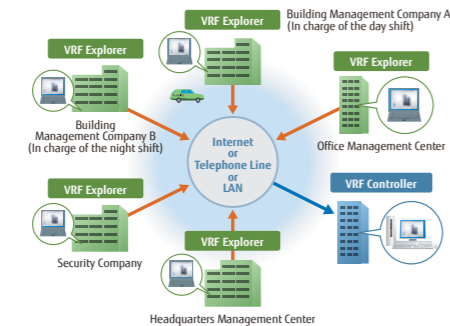 Building Management Company A
(In charge of the day shift)
VRF Explorer
VRF Explorer
VRF Explorer
Building
Management Company B
(In charge of the night shift)
Internet
or
Telephone Line
or
LAN
Office Management Center
VRF Explorer
VRF Controller
Security Company
VRF Explorer
Headquarters Management Center